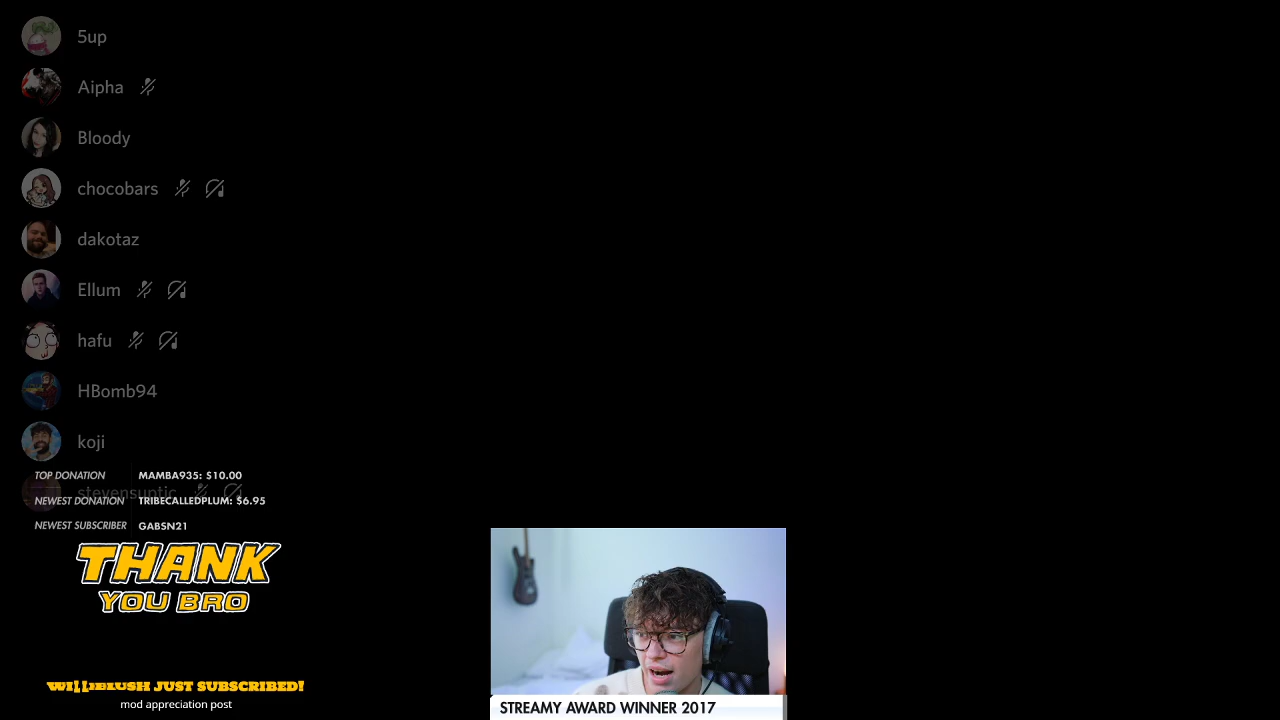 5up
Aipha
Bloody
chocobars
dakotaz
Ellum
hafu
HBomb94
koji
TOP DONATION MAMBA935: $10.00
stevensuptic
NEWEST DONATION TRIBECALLEDPLUM: $6.95
NEWEST SUBSCRIBER GABSN21
THANK
YOU BRO
JUST SUBSCRIBED!
mod appreciation post
STREAMY AWARD WINNER 2017